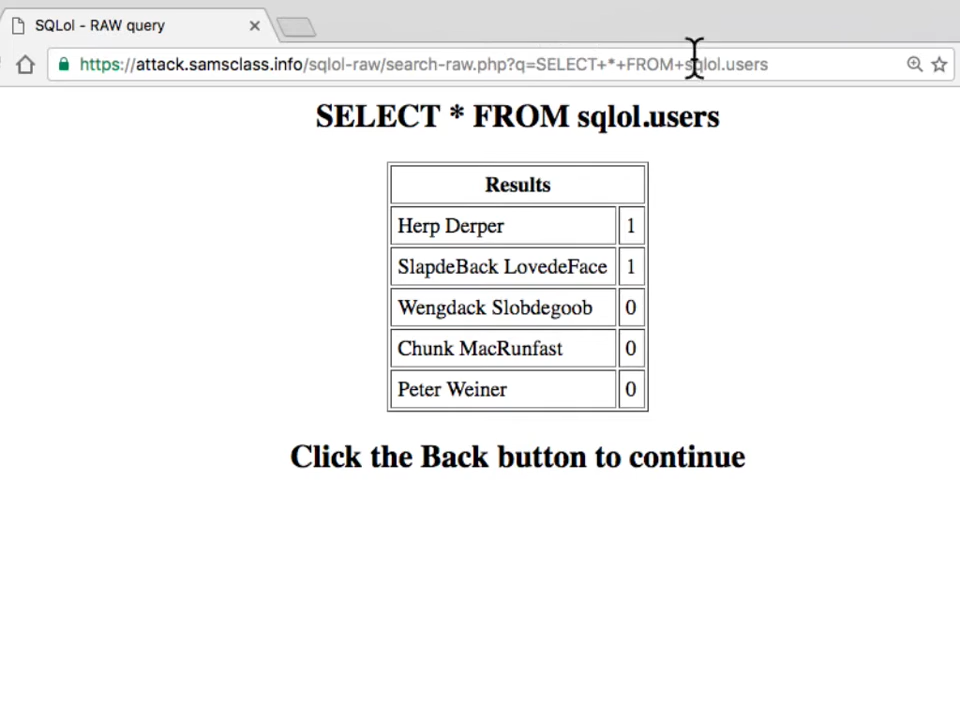 SQLol - RAW query
https://attack.samsclass.info/sqlol-raw/search-raw.php?q=SELECT+*+FROM+sqlol.users
SELECT * FROM sqlol.users
Results
Herp Derper 1
SlapdeBack LovedeFace 1
Wengdack Slobdegoob 0
Chunk MacRunfast 0
Peter Weiner 0
Click the Back button to continue